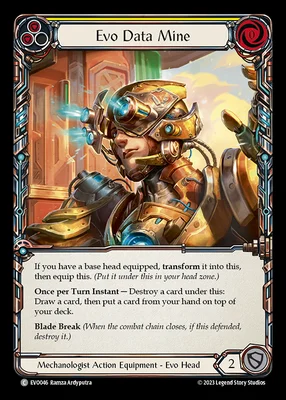 Evo Data Mine
If you have a base head equipped, transform it into this,
then equip this. (Put it under this in your head zone.)
Once per Turn Instant — Destroy a card under this:
Draw a card, then put a card from your hand on top of
your deck.
Blade Break (When the combat chain closes, if this defended,
destroy it.)
Mechanologist Action Equipment - Evo Head
2
C EVO046 Ramza Ardyputra
© 2023 Legend Story Studios